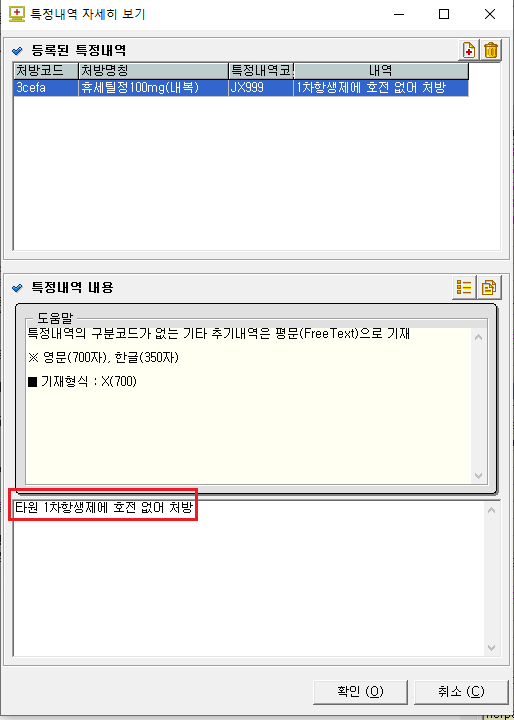 특정내역 자세히 보기
등록된 특정내역
처방코드 처방명칭 특정내역코 내역
3cefa 휴세틸정100mg(내복) JX999 1차항생제에 호전 없어 처방
특정내역 내용
도움말
특정내역의 구분코드가 없는 기타 추기내역은 평문(FreeText)으로 기재
※ 영문(700자), 한글(350자)
■ 기재형식 : X(700)
타원 1차항생제에 호전 없어 처방
확인 (O) 취소 (C)